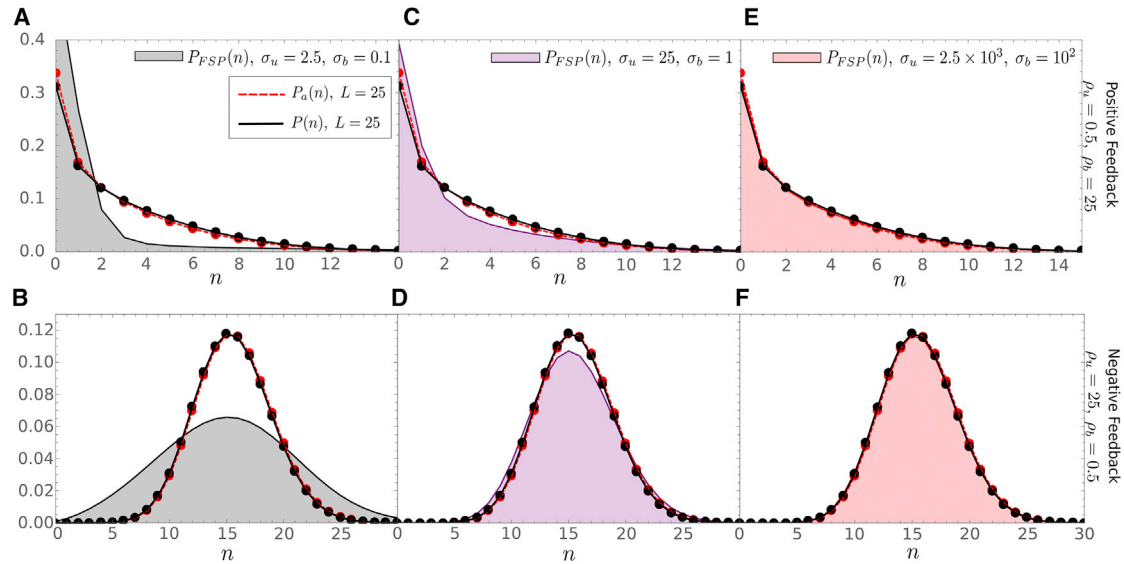 A
C
E
0.4
0.3
0.2
0.1
0.0
P_{FSP}(n), σ_u = 2.5, σ_b = 0.1
P_a(n), L = 25
P(n), L = 25
P_{FSP}(n), σ_u = 25, σ_b = 1
P_{FSP}(n), σ_u = 2.5 × 10³, σ_b = 10²
Positive Feedback
ρ_u = 0.5, ρ_b = 25
0 2 4 6 8 10 12
0 2 4 6 8 10 12
0 2 4 6 8 10 12 14
n
n
n
B
D
F
0.12
0.10
0.08
0.06
0.04
0.02
0.00
Negative Feedback
ρ_u = 25, ρ_b = 0.5
0 5 10 15 20 25
0 5 10 15 20 25
0 5 10 15 20 25 30
n
n
n